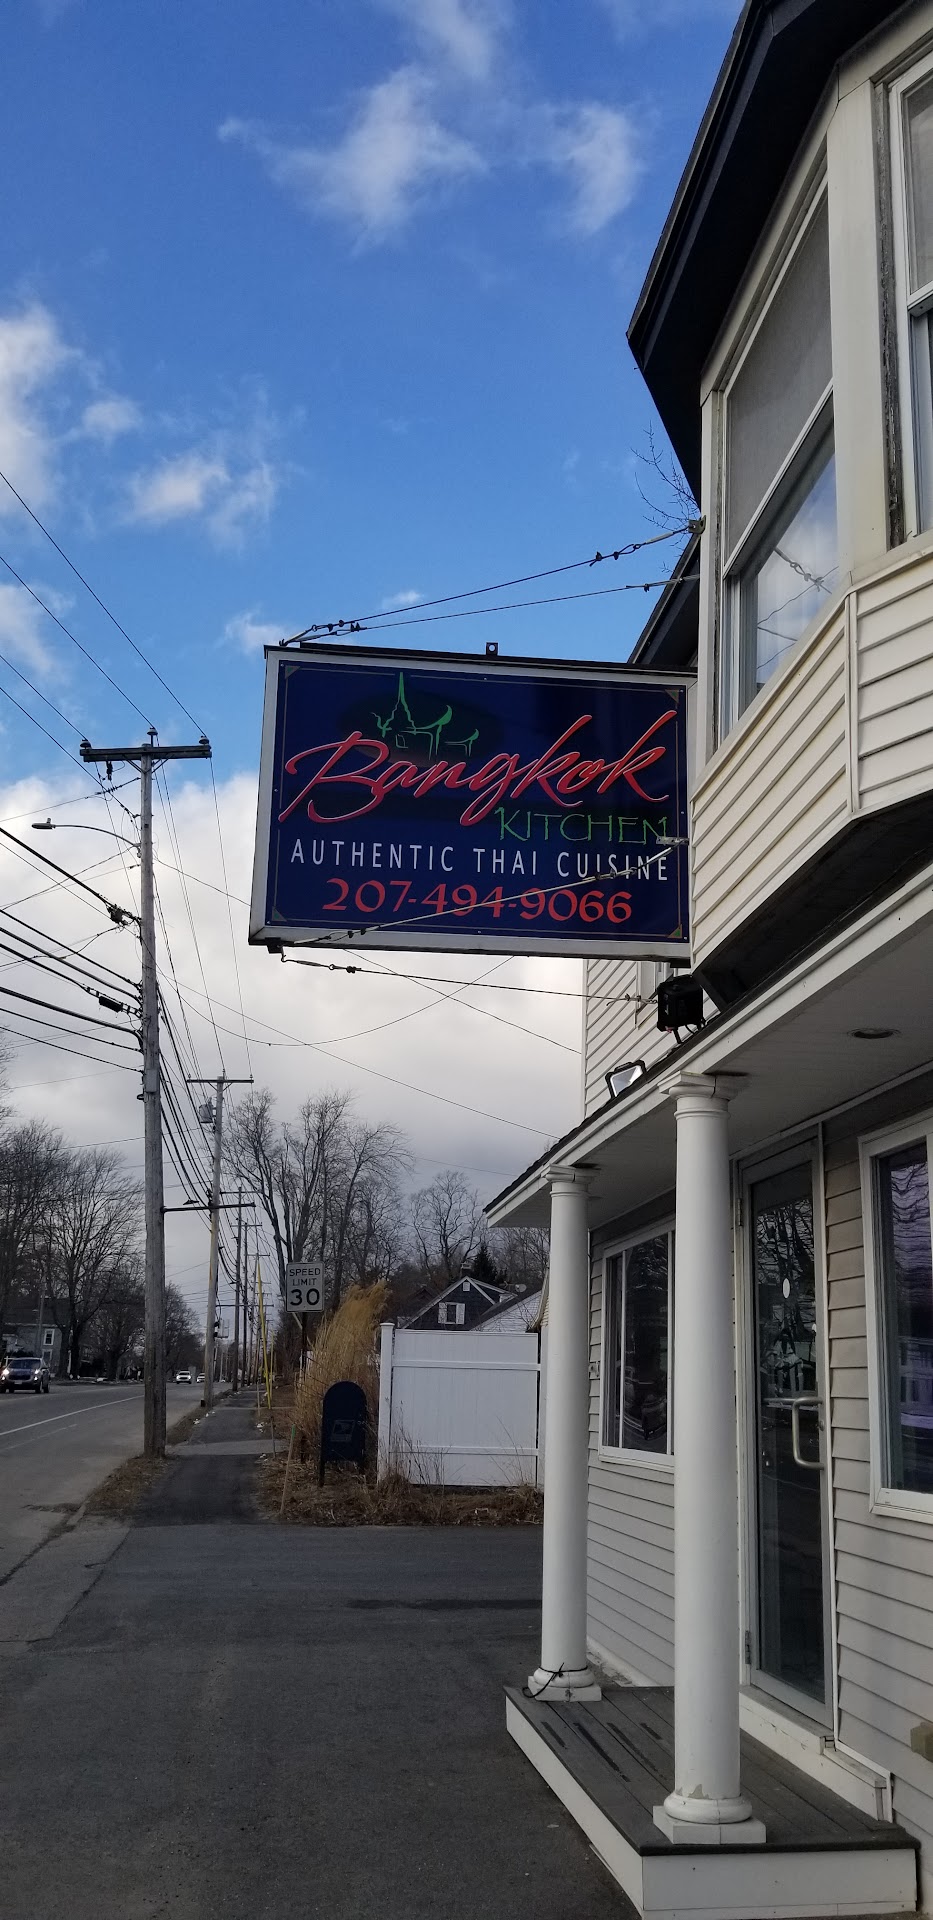 Bangkok
KITCHEN
AUTHENTIC THAI CUISINE
207-494-9066
SPEED
LIMIT
30